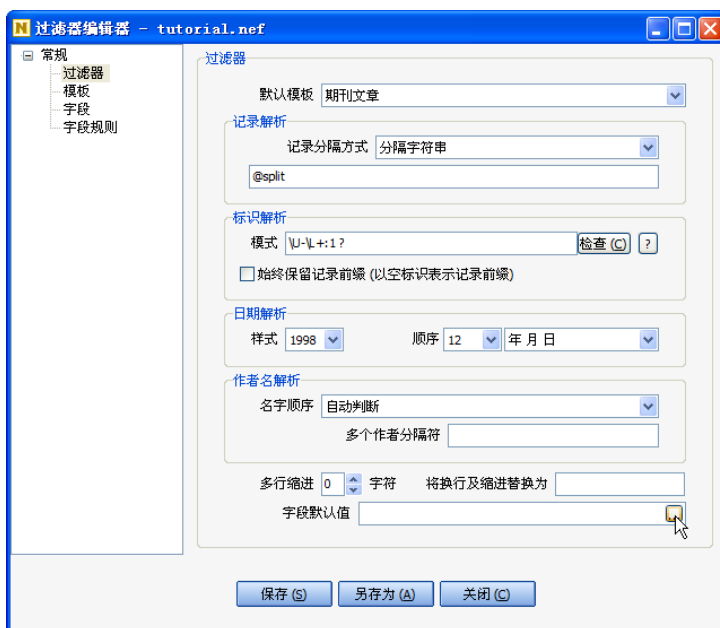 N 过滤器编辑器 - tutorial.nef
常规
过滤器
模板
字段
字段规则
过滤器
默认模板 期刊文章
记录解析
记录分隔方式 分隔字符串
@split
标识解析
模式 \U-\L+:1 ? 检查 (C) ?
始终保留记录前缀 (以空标识表示记录前缀)
日期解析
样式 1998 顺序 12 年 月 日
作者名解析
名字顺序 自动判断
多个作者分隔符
多行缩进 0 字符 将换行及缩进替换为
字段默认值 ...
保存 (S) 另存为 (A) 关闭 (C)